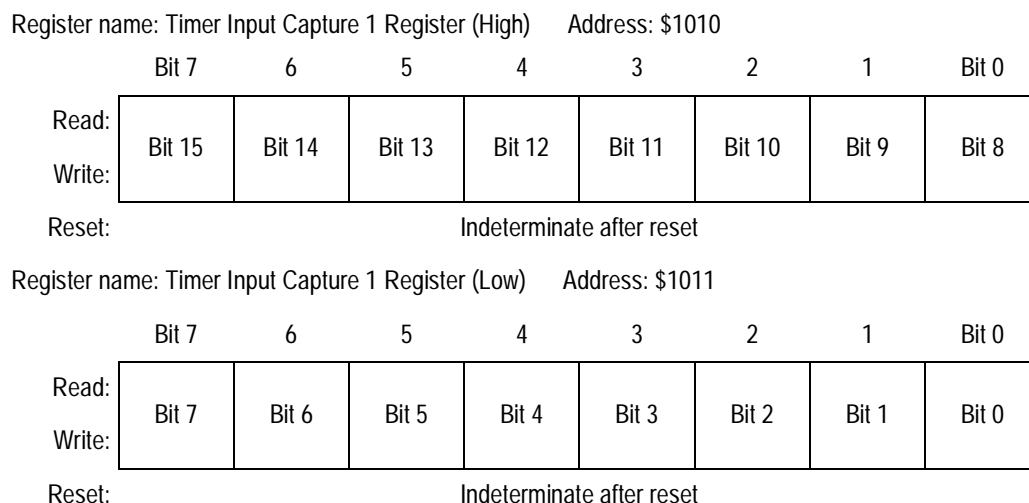 Register name: Timer Input Capture 1 Register (High) Address: $1010
Bit 7 6 5 4 3 2 1 Bit 0
Read:
Bit 15 Bit 14 Bit 13 Bit 12 Bit 11 Bit 10 Bit 9 Bit 8
Write:
Reset: Indeterminate after reset
Register name: Timer Input Capture 1 Register (Low) Address: $1011
Bit 7 6 5 4 3 2 1 Bit 0
Read:
Bit 7 Bit 6 Bit 5 Bit 4 Bit 3 Bit 2 Bit 1 Bit 0
Write:
Reset: Indeterminate after reset